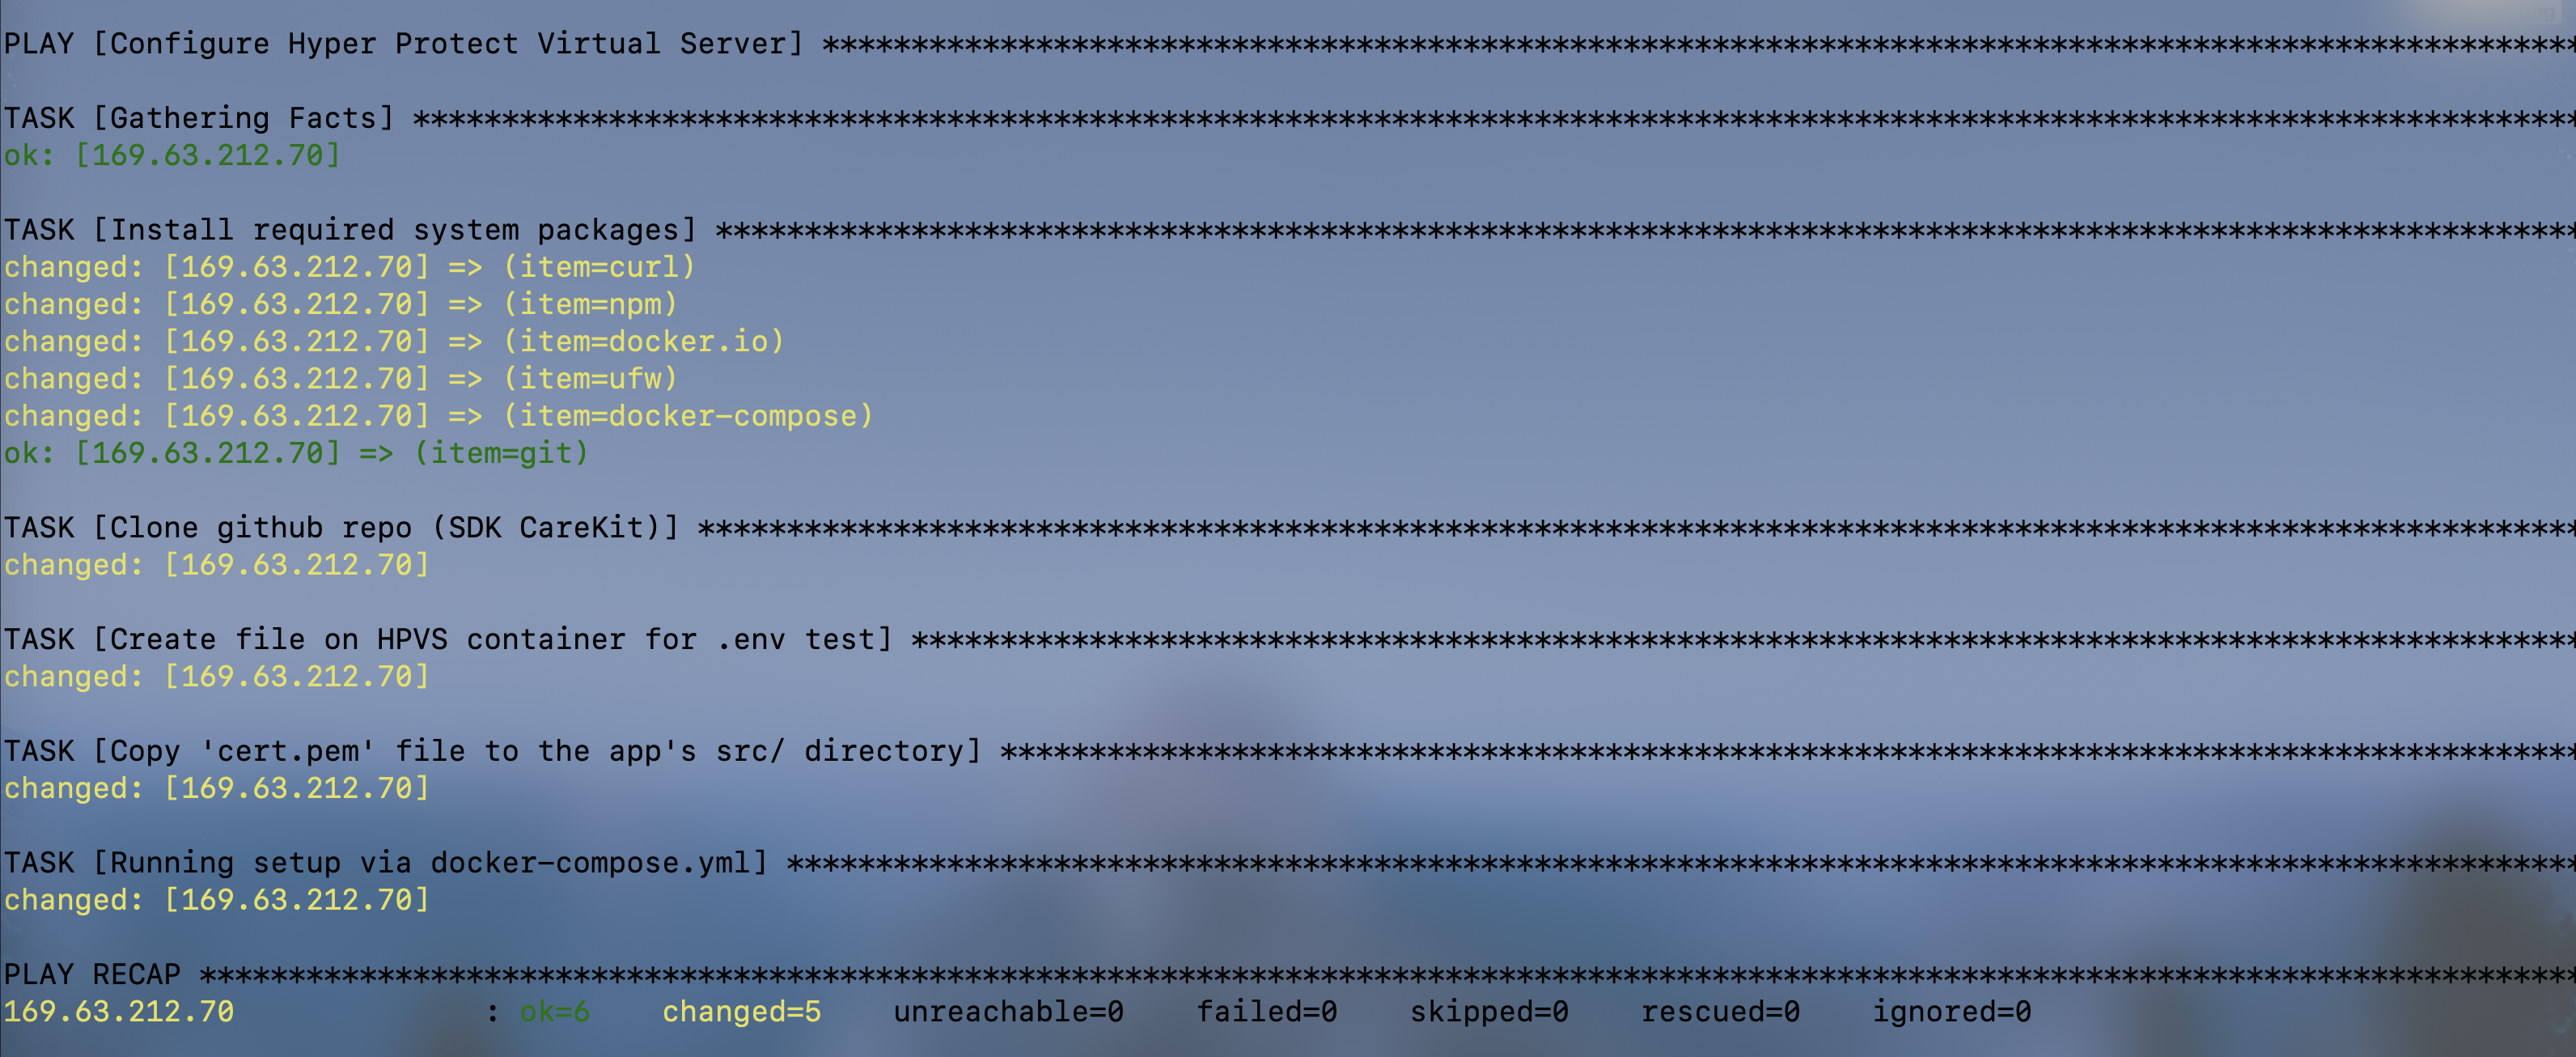 PLAY [Configure Hyper Protect Virtual Server] ***************************************************************************************************
TASK [Gathering Facts] **************************************************************************************************************************
ok: [169.63.212.70]
TASK [Install required system packages] *********************************************************************************************************
changed: [169.63.212.70] => (item=curl)
changed: [169.63.212.70] => (item=npm)
changed: [169.63.212.70] => (item=docker.io)
changed: [169.63.212.70] => (item=ufw)
changed: [169.63.212.70] => (item=docker-compose)
ok: [169.63.212.70] => (item=git)
TASK [Clone github repo (SDK CareKit)] **********************************************************************************************************
changed: [169.63.212.70]
TASK [Create file on HPVS container for .env test] **********************************************************************************************
changed: [169.63.212.70]
TASK [Copy 'cert.pem' file to the app's src/ directory] *****************************************************************************************
changed: [169.63.212.70]
TASK [Running setup via docker-compose.yml] *****************************************************************************************************
changed: [169.63.212.70]
PLAY RECAP **************************************************************************************************************************************
169.63.212.70 : ok=6 changed=5 unreachable=0 failed=0 skipped=0 rescued=0 ignored=0